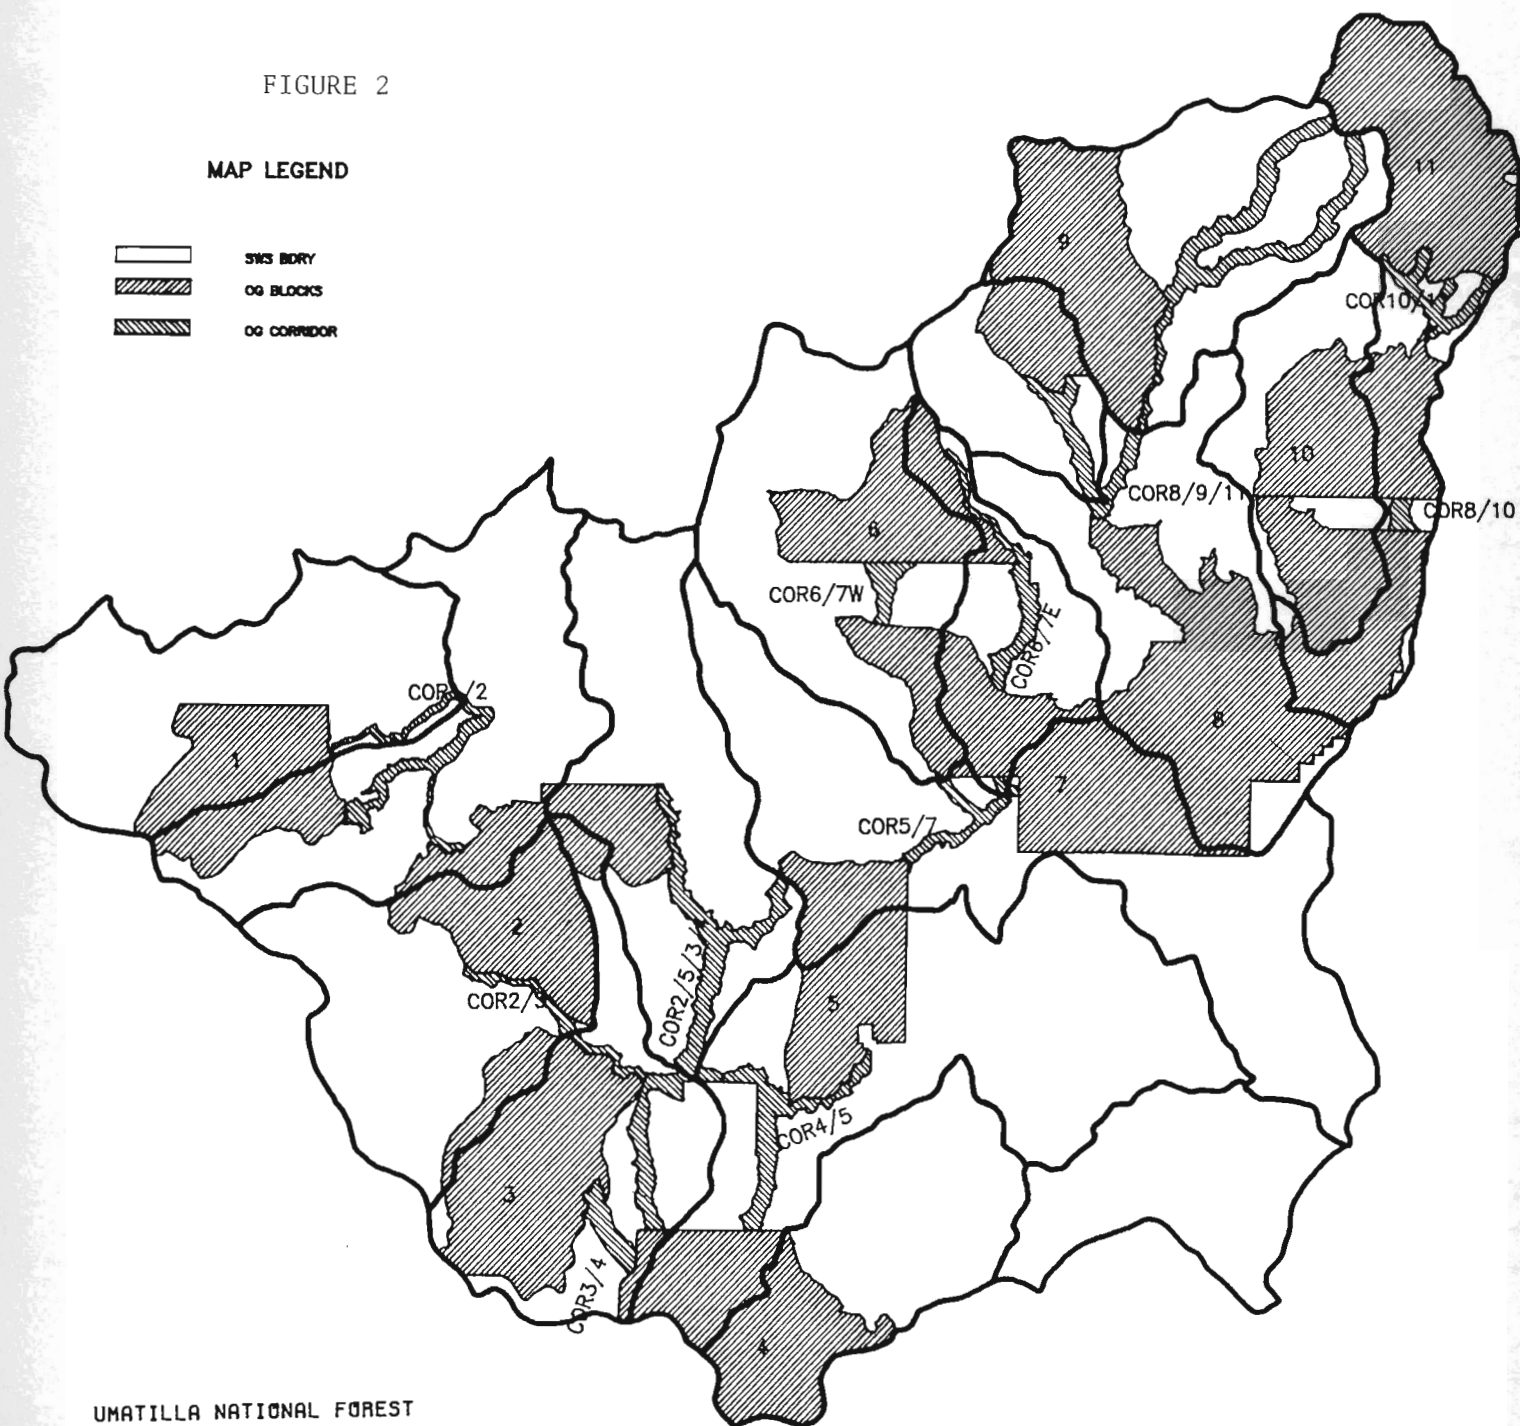 FIGURE 2
MAP LEGEND
SWS BDRY
OG BLOCKS
OG CORRIDOR
11
9
COR10/11
10
COR8/9/11
COR8/10
6
COR6/7W
COR6/7E
COR1/2
1
8
7
COR5/7
2
COR2/5/3/
COR2/3
5
COR4/5
3
COR3/4
4
UMATILLA NATIONAL FOREST